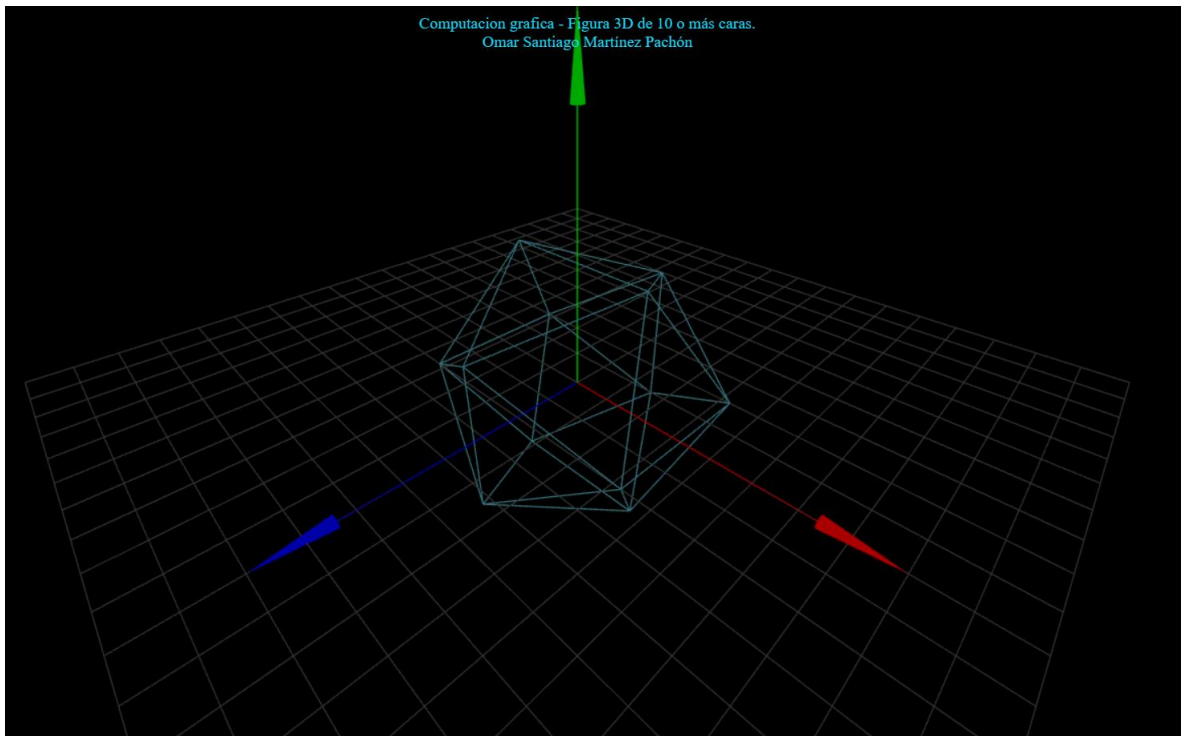 Computacion grafica - Figura 3D de 10 o más caras.
Omar Santiago Martínez Pachón